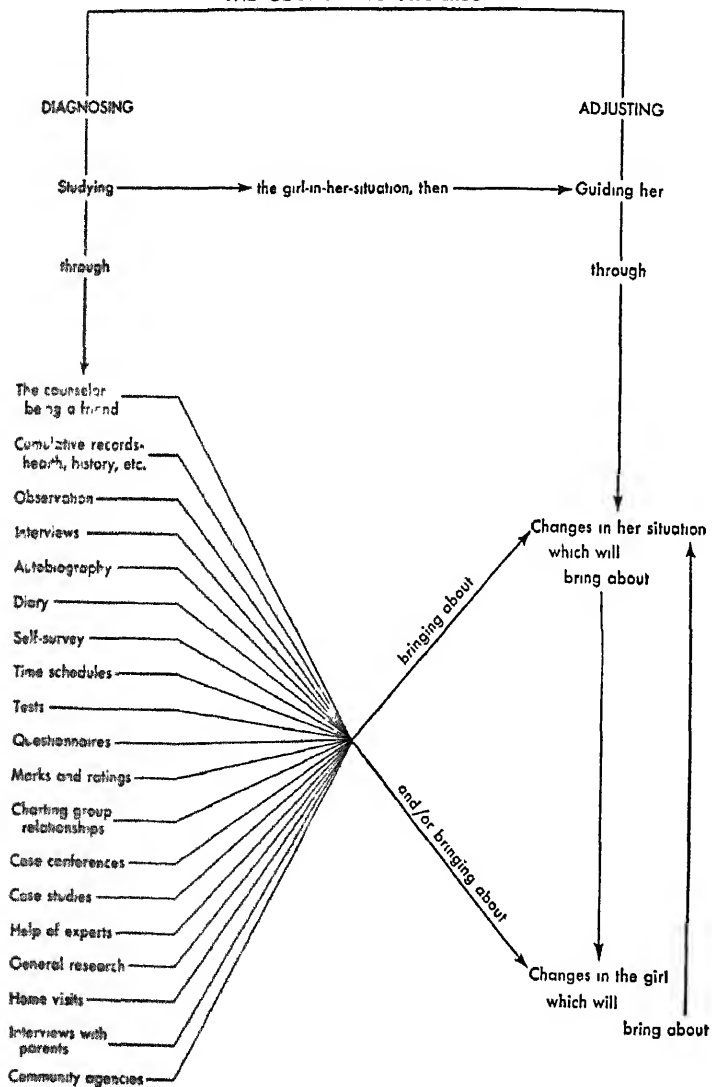 DIAGNOSING
ADJUSTING
Studying
the girl-in-her-situation, then
Guiding her
through
through
The counselor
being a friend
Cumulative records-
health, history, etc.
Observation
Interviews
Autobiography
Diary
Self-survey
Time schedules
Tests
Questionnaires
Marks and ratings
Charting group
relationships
Case conferences
Case studies
Help of experts
General research
Home visits
Interviews with
parents
Community agencies
bringing about
and/or bringing about
Changes in her situation
which will
bring about
Changes in the girl
which will
bring about